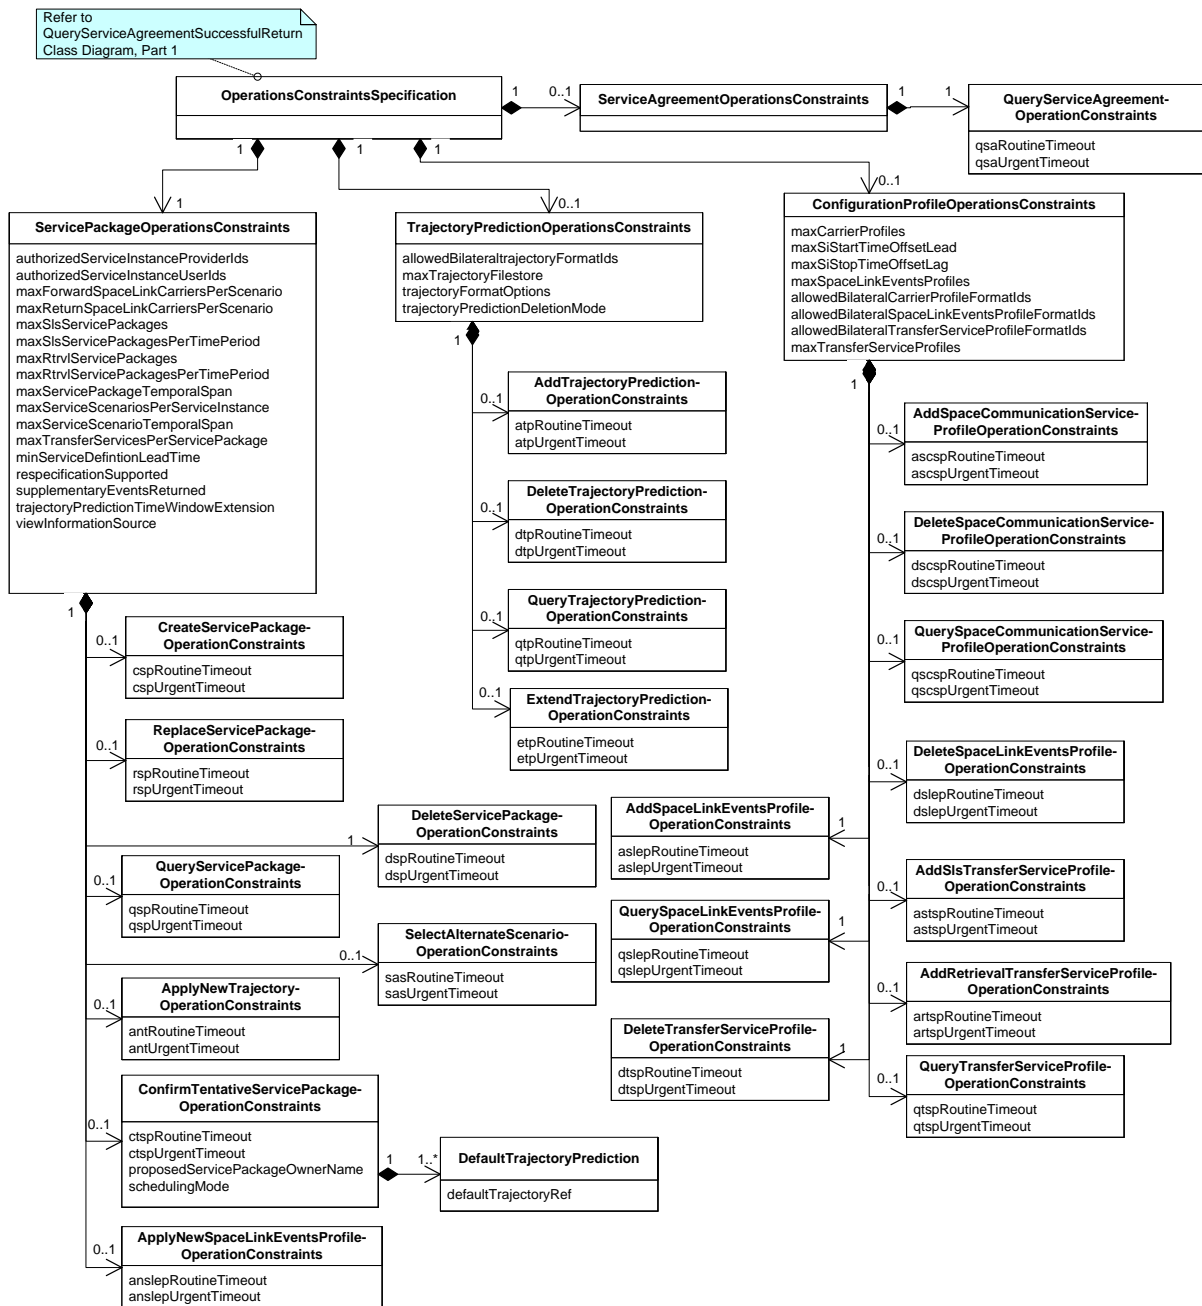 Refer to
QueryServiceAgreementSuccessfulReturn
Class Diagram, Part 1
OperationsConstraintsSpecification
1
0..1
ServiceAgreementOperationsConstraints
1
1
QueryServiceAgreement-
OperationConstraints
qsaRoutineTimeout
qsaUrgentTimeout
1
1
1
1
0..1
0..1
ServicePackageOperationsConstraints
authorizedServiceInstanceProviderIds
authorizedServiceInstanceUserIds
maxForwardSpaceLinkCarriersPerScenario
maxReturnSpaceLinkCarriersPerScenario
maxSlsServicePackages
maxSlsServicePackagesPerTimePeriod
maxRtrvlServicePackages
maxRtrvlServicePackagesPerTimePeriod
maxServicePackageTemporalSpan
maxServiceScenariosPerServiceInstance
maxServiceScenarioTemporalSpan
maxTransferServicesPerServicePackage
minServiceDefintionLeadTime
respecificationSupported
supplementaryEventsReturned
trajectoryPredictionTimeWindowExtension
viewInformationSource
1
TrajectoryPredictionOperationsConstraints
allowedBilateraltrajectoryFormatIds
maxTrajectoryFilestore
trajectoryFormatOptions
trajectoryPredictionDeletionMode
1
ConfigurationProfileOperationsConstraints
maxCarrierProfiles
maxSiStartTimeOffsetLead
maxSiStopTimeOffsetLag
maxSpaceLinkEventsProfiles
allowedBilateralCarrierProfileFormatIds
allowedBilateralSpaceLinkEventsProfileFormatIds
allowedBilateralTransferServiceProfileFormatIds
maxTransferServiceProfiles
1
0..1
AddTrajectoryPrediction-
OperationConstraints
atpRoutineTimeout
atpUrgentTimeout
0..1
DeleteTrajectoryPrediction-
OperationConstraints
dtpRoutineTimeout
dtpUrgentTimeout
0..1
QueryTrajectoryPrediction-
OperationConstraints
qtpRoutineTimeout
qtpUrgentTimeout
0..1
ExtendTrajectoryPrediction-
OperationConstraints
etpRoutineTimeout
etpUrgentTimeout
0..1
AddSpaceCommunicationService-
ProfileOperationConstraints
ascspRoutineTimeout
ascspUrgentTimeout
0..1
DeleteSpaceCommunicationService-
ProfileOperationConstraints
dscspRoutineTimeout
dscspUrgentTimeout
0..1
QuerySpaceCommunicationService-
ProfileOperationConstraints
qscspRoutineTimeout
qscspUrgentTimeout
0..1
DeleteSpaceLinkEventsProfile-
OperationConstraints
dslepRoutineTimeout
dslepUrgentTimeout
1
AddSpaceLinkEventsProfile-
OperationConstraints
aslepRoutineTimeout
aslepUrgentTimeout
0..1
AddSlsTransferServiceProfile-
OperationConstraints
astspRoutineTimeout
astspUrgentTimeout
1
QuerySpaceLinkEventsProfile-
OperationConstraints
qslepRoutineTimeout
qslepUrgentTimeout
0..1
AddRetrievalTransferServiceProfile-
OperationConstraints
artspRoutineTimeout
artspUrgentTimeout
1
DeleteTransferServiceProfile-
OperationConstraints
dtspRoutineTimeout
dtspUrgentTimeout
0..1
QueryTransferServiceProfile-
OperationConstraints
qtspRoutineTimeout
qtspUrgentTimeout
0..1
CreateServicePackage-
OperationConstraints
cspRoutineTimeout
cspUrgentTimeout
0..1
ReplaceServicePackage-
OperationConstraints
rspRoutineTimeout
rspUrgentTimeout
1
DeleteServicePackage-
OperationConstraints
dspRoutineTimeout
dspUrgentTimeout
0..1
QueryServicePackage-
OperationConstraints
qspRoutineTimeout
qspUrgentTimeout
0..1
SelectAlternateScenario-
OperationConstraints
sasRoutineTimeout
sasUrgentTimeout
0..1
ApplyNewTrajectory-
OperationConstraints
antRoutineTimeout
antUrgentTimeout
0..1
ConfirmTentativeServicePackage-
OperationConstraints
ctspRoutineTimeout
ctspUrgentTimeout
proposedServicePackageOwnerName
schedulingMode
1
1..*
DefaultTrajectoryPrediction
defaultTrajectoryRef
0..1
ApplyNewSpaceLinkEventsProfile-
OperationConstraints
anslepRoutineTimeout
anslepUrgentTimeout